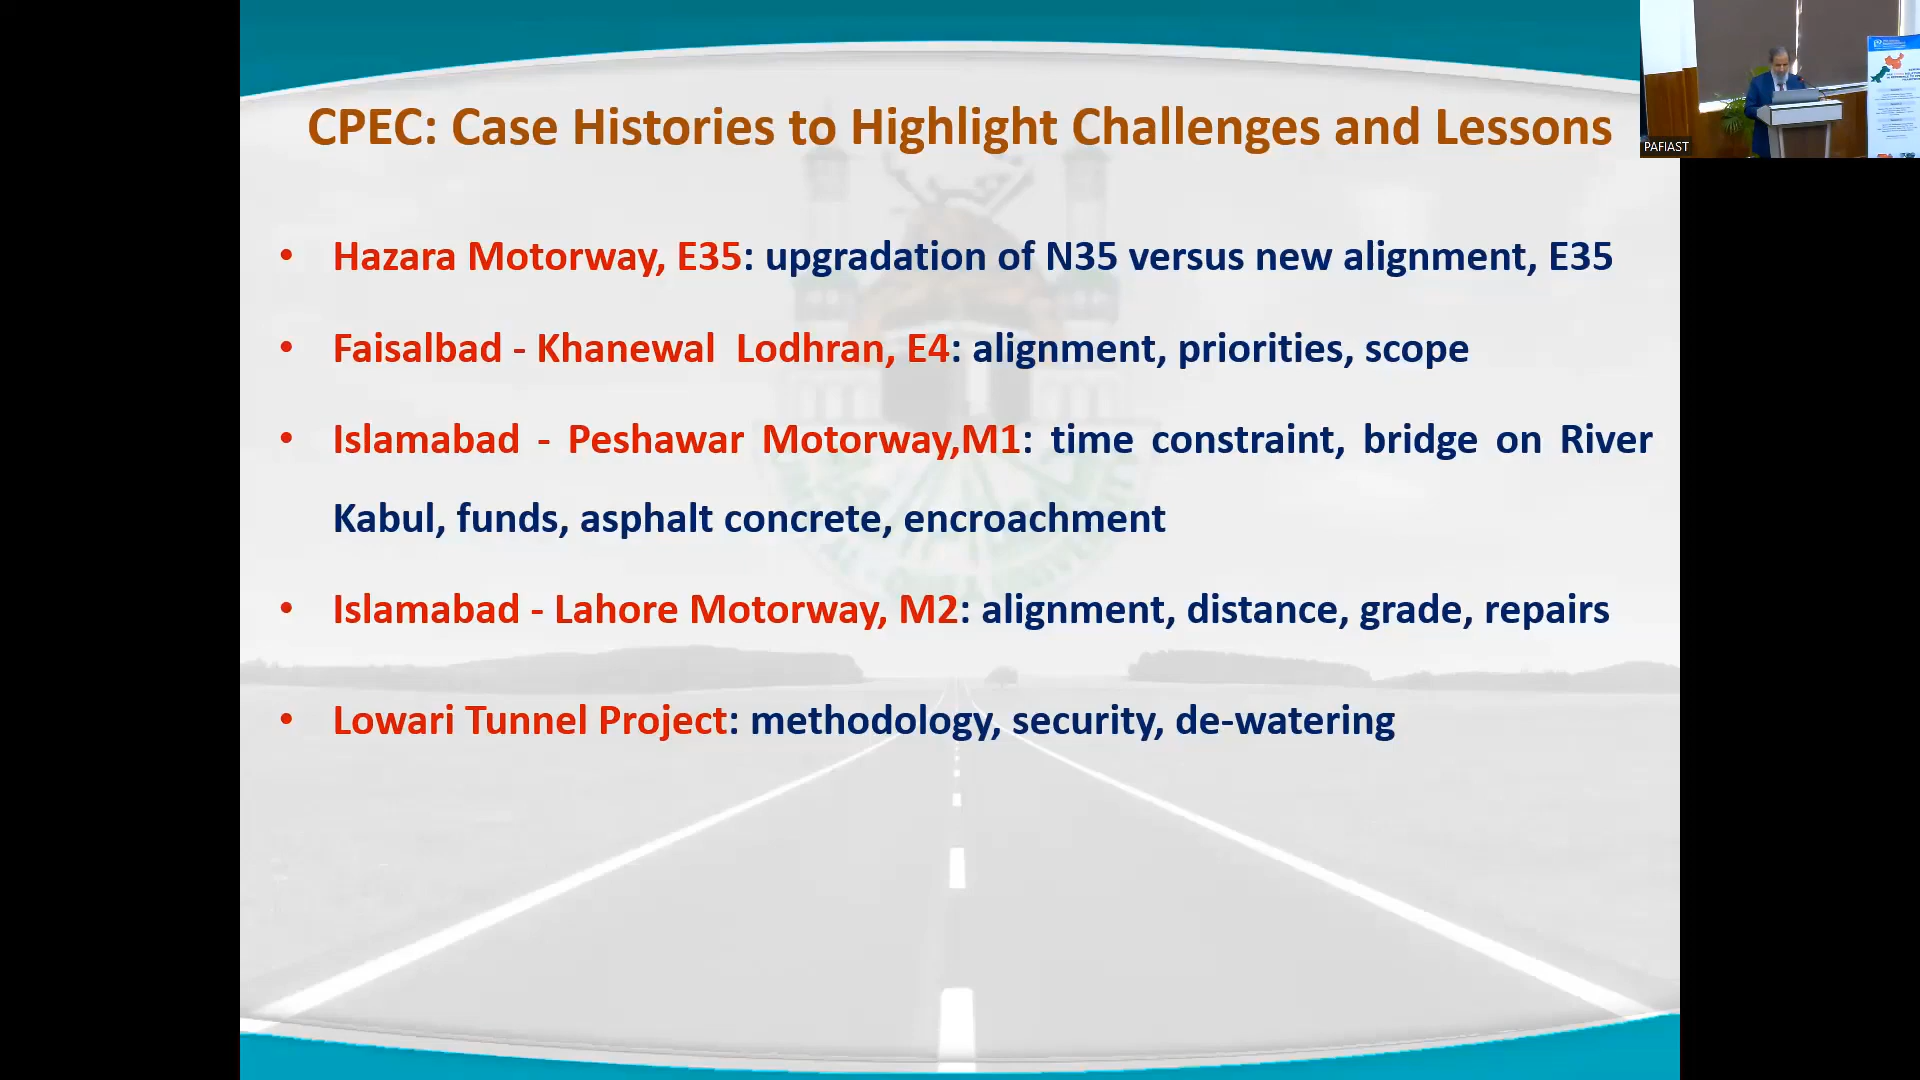 CPEC: Case Histories to Highlight Challenges and Lessons
PAFIAST
• Hazara Motorway, E35: upgradation of N35 versus new alignment, E35
• Faisalbad - Khanewal Lodhran, E4: alignment, priorities, scope
• Islamabad - Peshawar Motorway,M1: time constraint, bridge on River
Kabul, funds, asphalt concrete, encroachment
• Islamabad - Lahore Motorway, M2: alignment, distance, grade, repairs
• Lowari Tunnel Project: methodology, security, de-watering